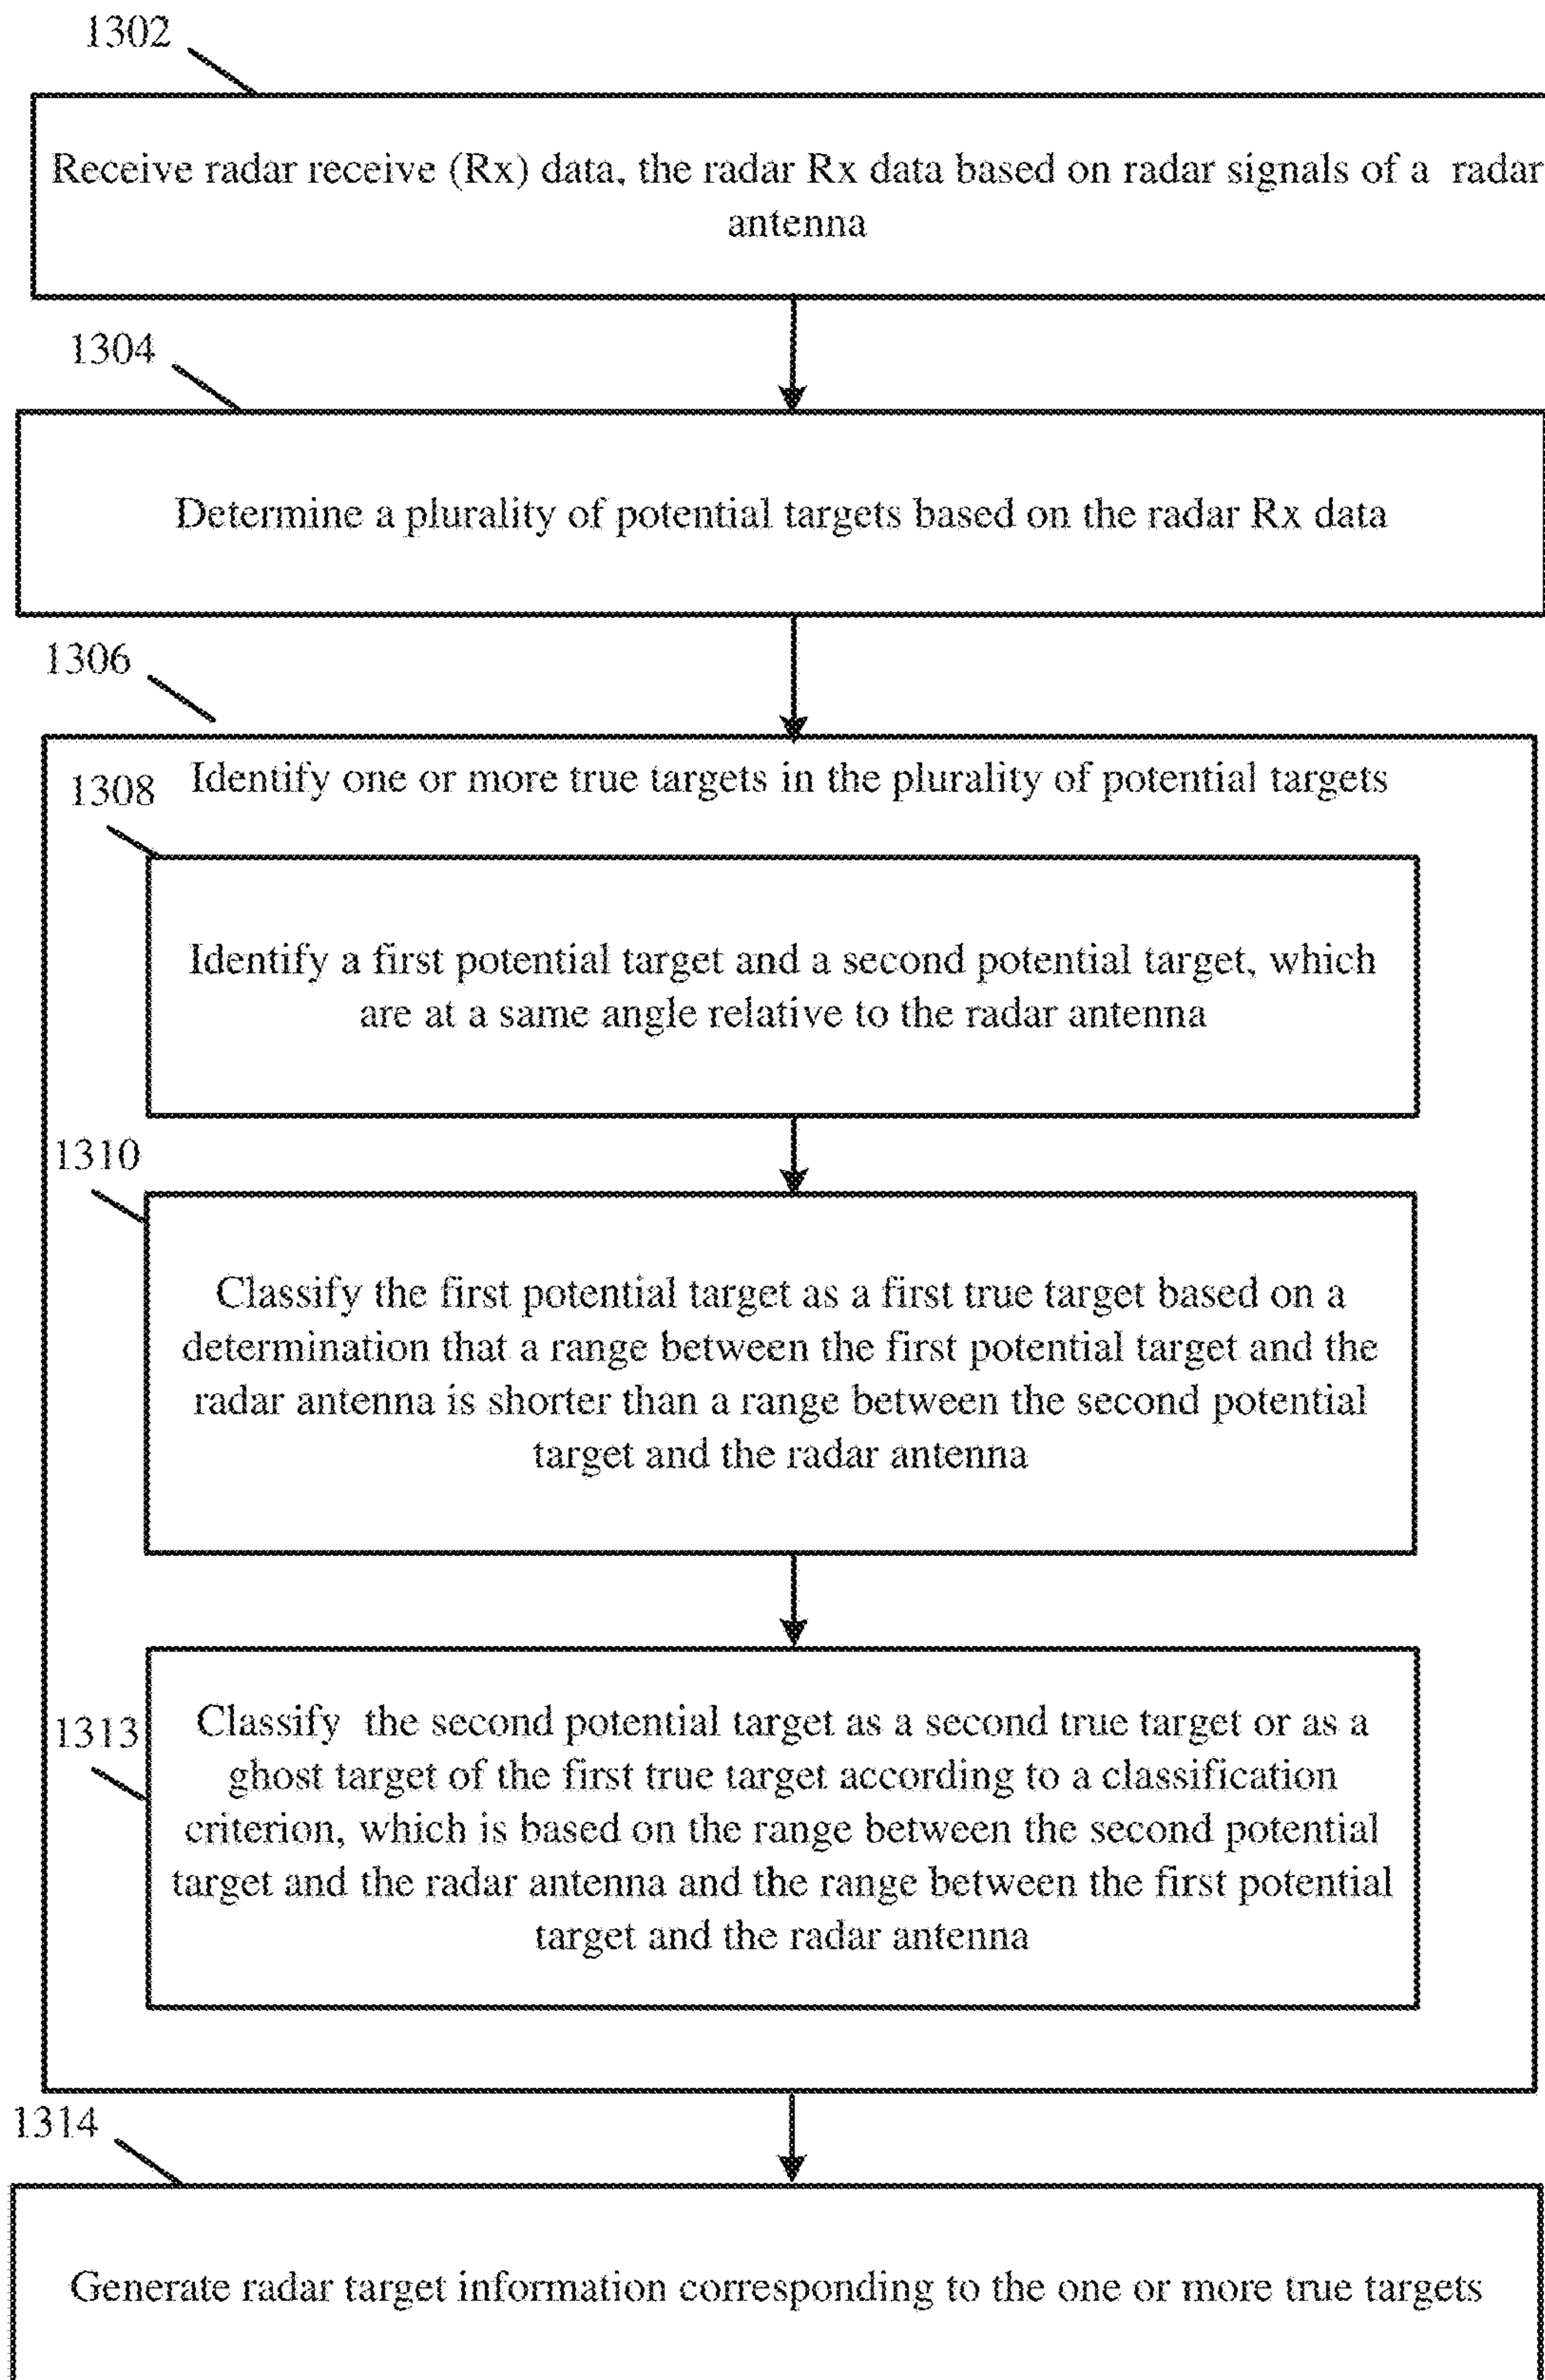 1302
Receive radar receive (Rx) data, the radar Rx data based on radar signals of a radar
antenna
1304
Determine a plurality of potential targets based on the radar Rx data
1306
Identify one or more true targets in the plurality of potential targets
1308
Identify a first potential target and a second potential target, which
are at a same angle relative to the radar antenna
1310
Classify the first potential target as a first true target based on a
determination that a range between the first potential target and the
radar antenna is shorter than a range between the second potential
target and the radar antenna
1313
Classify the second potential target as a second true target or as a
ghost target of the first true target according to a classification
criterion, which is based on the range between the second potential
target and the radar antenna and the range between the first potential
target and the radar antenna
1314
Generate radar target information corresponding to the one or more true targets